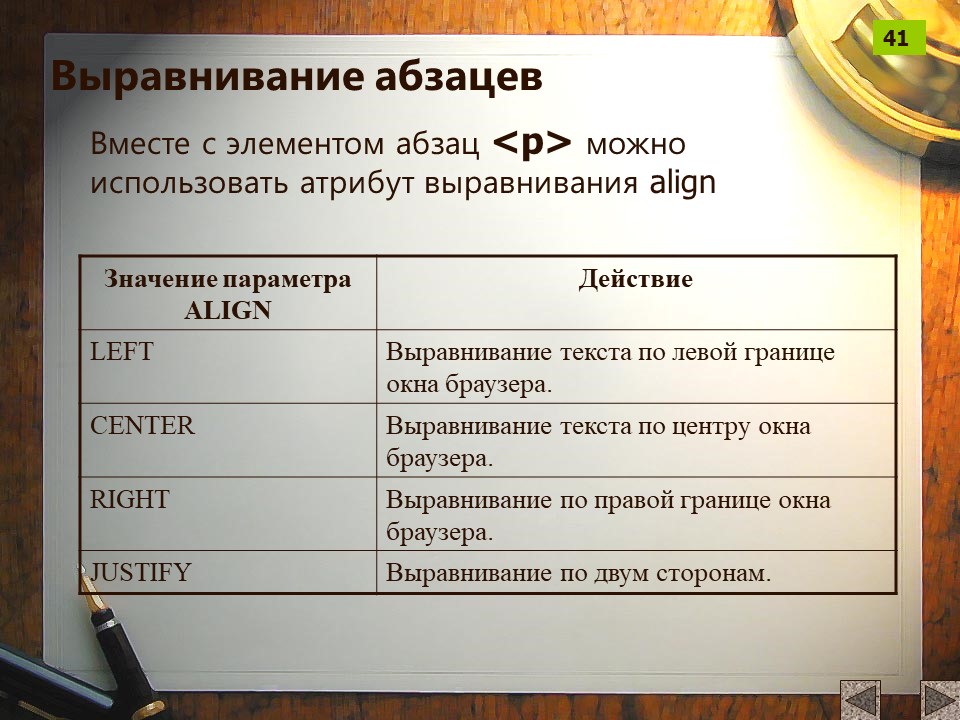 41
Выравнивание абзацев
Вместе с элементом абзац <p> можно
использовать атрибут выравнивания align
Значение параметра
ALIGN
Действие
LEFT
Выравнивание текста по левой границе
окна браузера.
CENTER
Выравнивание текста по центру окна
браузера.
RIGHT
Выравнивание по правой границе окна
браузера.
JUSTIFY
Выравнивание по двум сторонам.